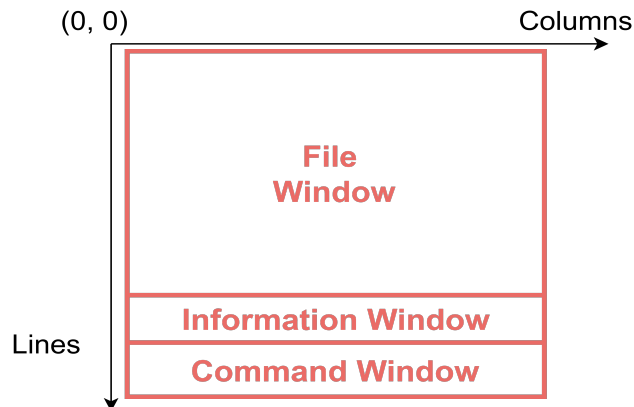 (0, 0)
Columns
File
Window
Information Window
Lines
Command Window